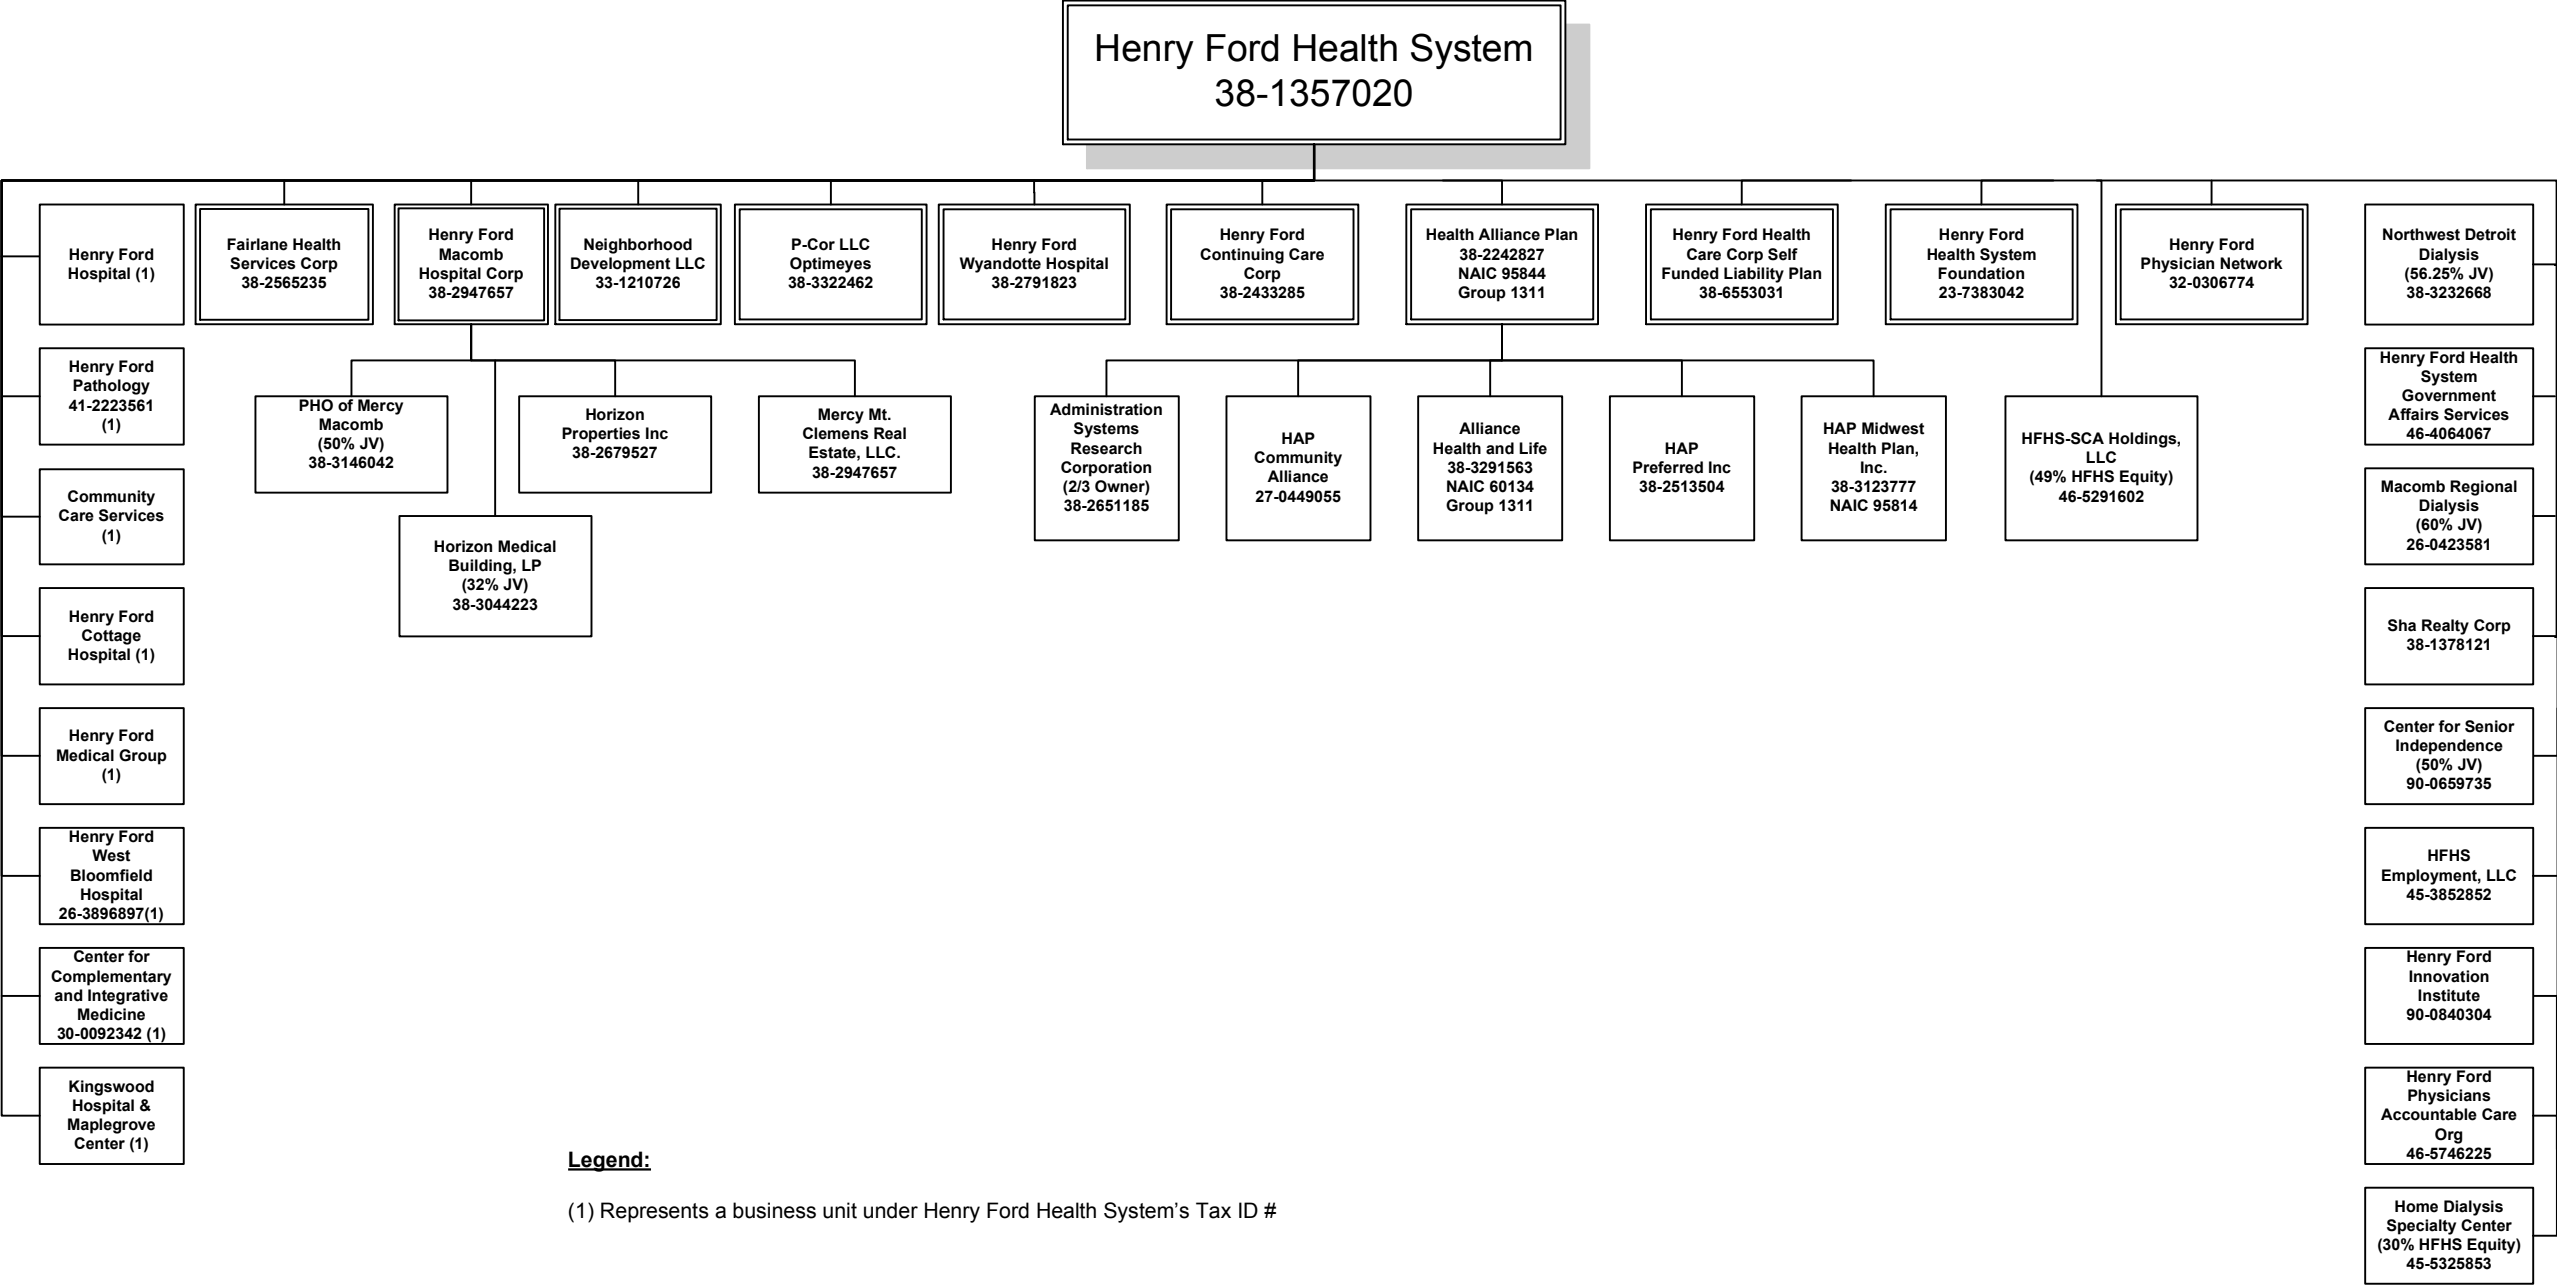 Henry Ford Health System
38-1357020
Henry Ford
Hospital (1)
Fairlane Health
Services Corp
38-2565235
Henry Ford
Macomb
Hospital Corp
38-2947657
Neighborhood
Development LLC
33-1210726
P-Cor LLC
Optimeyes
38-3322462
Henry Ford
Wyandotte Hospital
38-2791823
Henry Ford
Continuing Care
Corp
38-2433285
Health Alliance Plan
38-2242827
NAIC 95844
Group 1311
Henry Ford Health
Care Corp Self
Funded Liability Plan
38-6553031
Henry Ford
Health System
Foundation
23-7383042
Henry Ford
Physician Network
32-0306774
Northwest Detroit
Dialysis
(56.25% JV)
38-3232668
Henry Ford
Pathology
41-2223561
(1)
PHO of Mercy
Macomb
(50% JV)
38-3146042
Horizon
Properties Inc
38-2679527
Mercy Mt.
Clemens Real
Estate, LLC.
38-2947657
Administration
Systems
Research
Corporation
(2/3 Owner)
38-2651185
HAP
Community
Alliance
27-0449055
Alliance
Health and Life
38-3291563
NAIC 60134
Group 1311
HAP
Preferred Inc
38-2513504
HAP Midwest
Health Plan,
Inc.
38-3123777
NAIC 95814
HFHS-SCA Holdings,
LLC
(49% HFHS Equity)
46-5291602
Henry Ford Health
System
Government
Affairs Services
46-4064067
Community
Care Services
(1)
Horizon Medical
Building, LP
(32% JV)
38-3044223
Macomb Regional
Dialysis
(60% JV)
26-0423581
Henry Ford
Cottage
Hospital (1)
Sha Realty Corp
38-1378121
Henry Ford
Medical Group
(1)
Center for Senior
Independence
(50% JV)
90-0659735
Henry Ford
West
Bloomfield
Hospital
26-3896897(1)
HFHS
Employment, LLC
45-3852852
Center for
Complementary
and Integrative
Medicine
30-0092342 (1)
Henry Ford
Innovation
Institute
90-0840304
Kingswood
Hospital &
Maplegrove
Center (1)
Henry Ford
Physicians
Accountable Care
Org
46-5746225
Legend:
(1) Represents a business unit under Henry Ford Health System's Tax ID #
Home Dialysis
Specialty Center
(30% HFHS Equity)
45-5325853